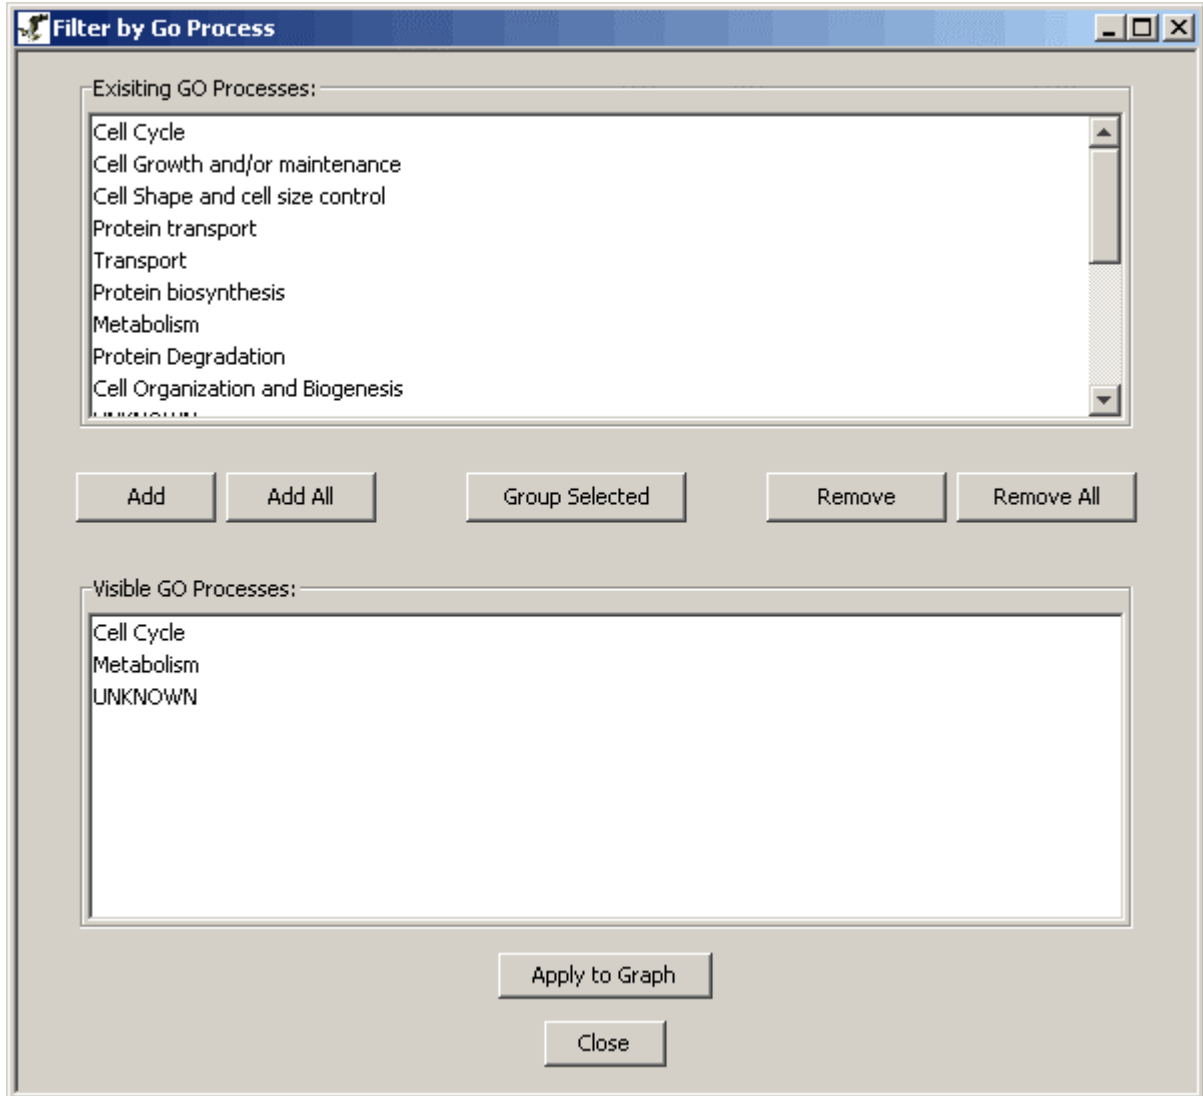 Filter by Go Process
Exisiting GO Processes:
Cell Cycle
Cell Growth and/or maintenance
Cell Shape and cell size control
Protein transport
Transport
Protein biosynthesis
Metabolism
Protein Degradation
Cell Organization and Biogenesis
UNKNOWN
Add Add All Group Selected Remove Remove All
Visible GO Processes:
Cell Cycle
Metabolism
UNKNOWN
Apply to Graph
Close